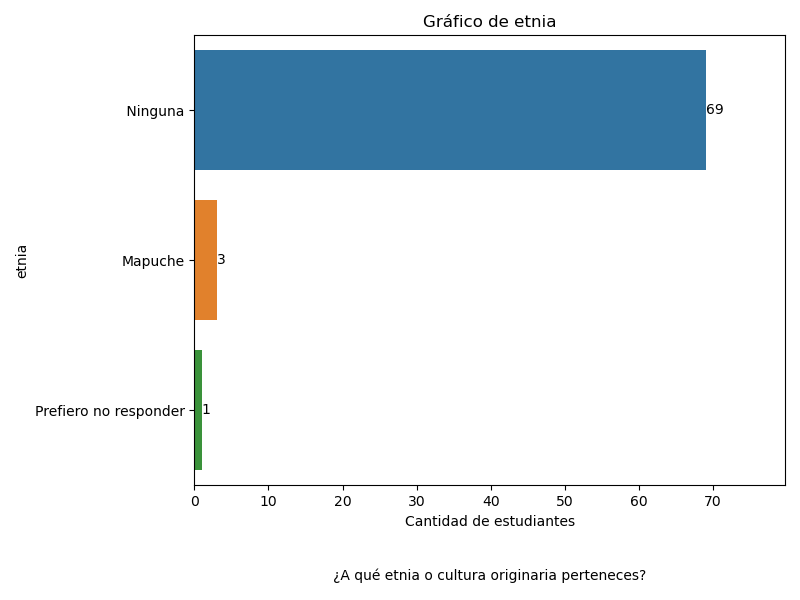 Gráfico de etnia
etnia
Ninguna
69
Mapuche
3
Prefiero no responder
1
0 10 20 30 40 50 60 70
Cantidad de estudiantes
¿A qué etnia o cultura originaria perteneces?